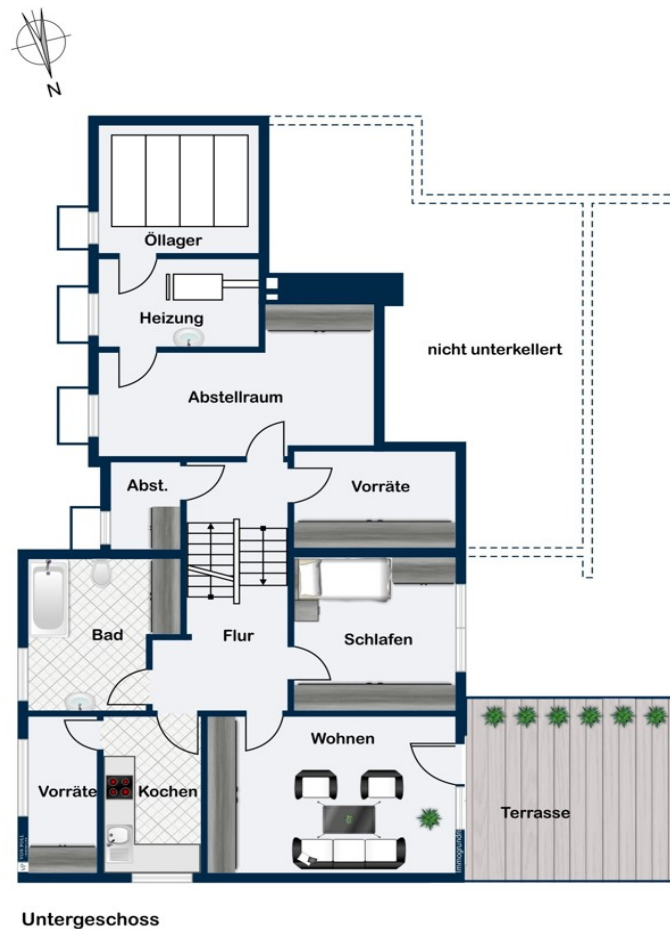 N
Öllager
Heizung
nicht unterkellert
Abstellraum
Abst.
Vorräte
Bad
Flur
Schlafen
Wohnen
Vorräte
Kochen
Terrasse
Untergeschoss